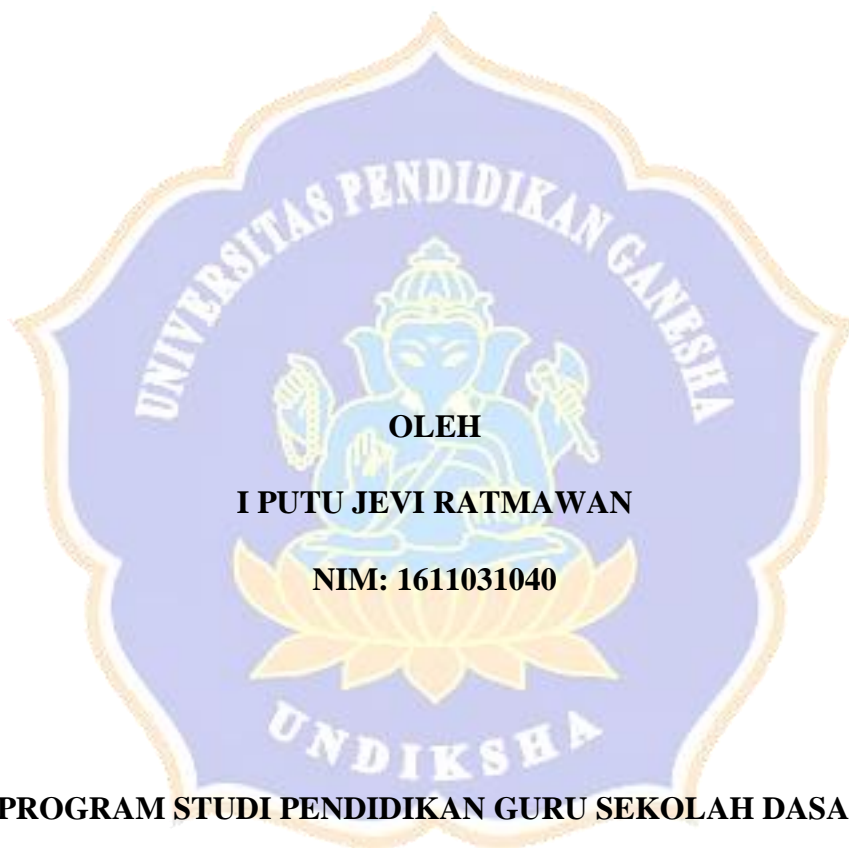 UNIVERSITAS PENDIDIKAN GANESHA
OLEH
I PUTU JEVI RATMAWAN
NIM: 1611031040
UNDIKSHA
PROGRAM STUDI PENDIDIKAN GURU SEKOLAH DASA